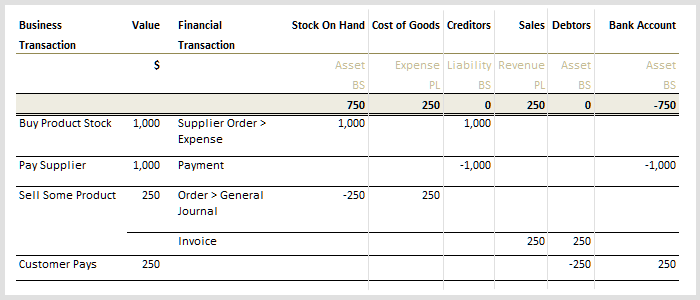 Business Value Financial Stock On Hand Cost of Goods Creditors Sales Debtors Bank Account
Transaction Transaction
$ Asset Expense Liability Revenue Asset Asset
BS PL BS PL BS BS
750 250 0 250 0 -750
Buy Product Stock 1,000 Supplier Order > 1,000 1,000
Expense
Pay Supplier 1,000 Payment -1,000 -1,000
Sell Some Product 250 Order > General -250 250
Journal
Invoice 250 250
Customer Pays 250 -250 250